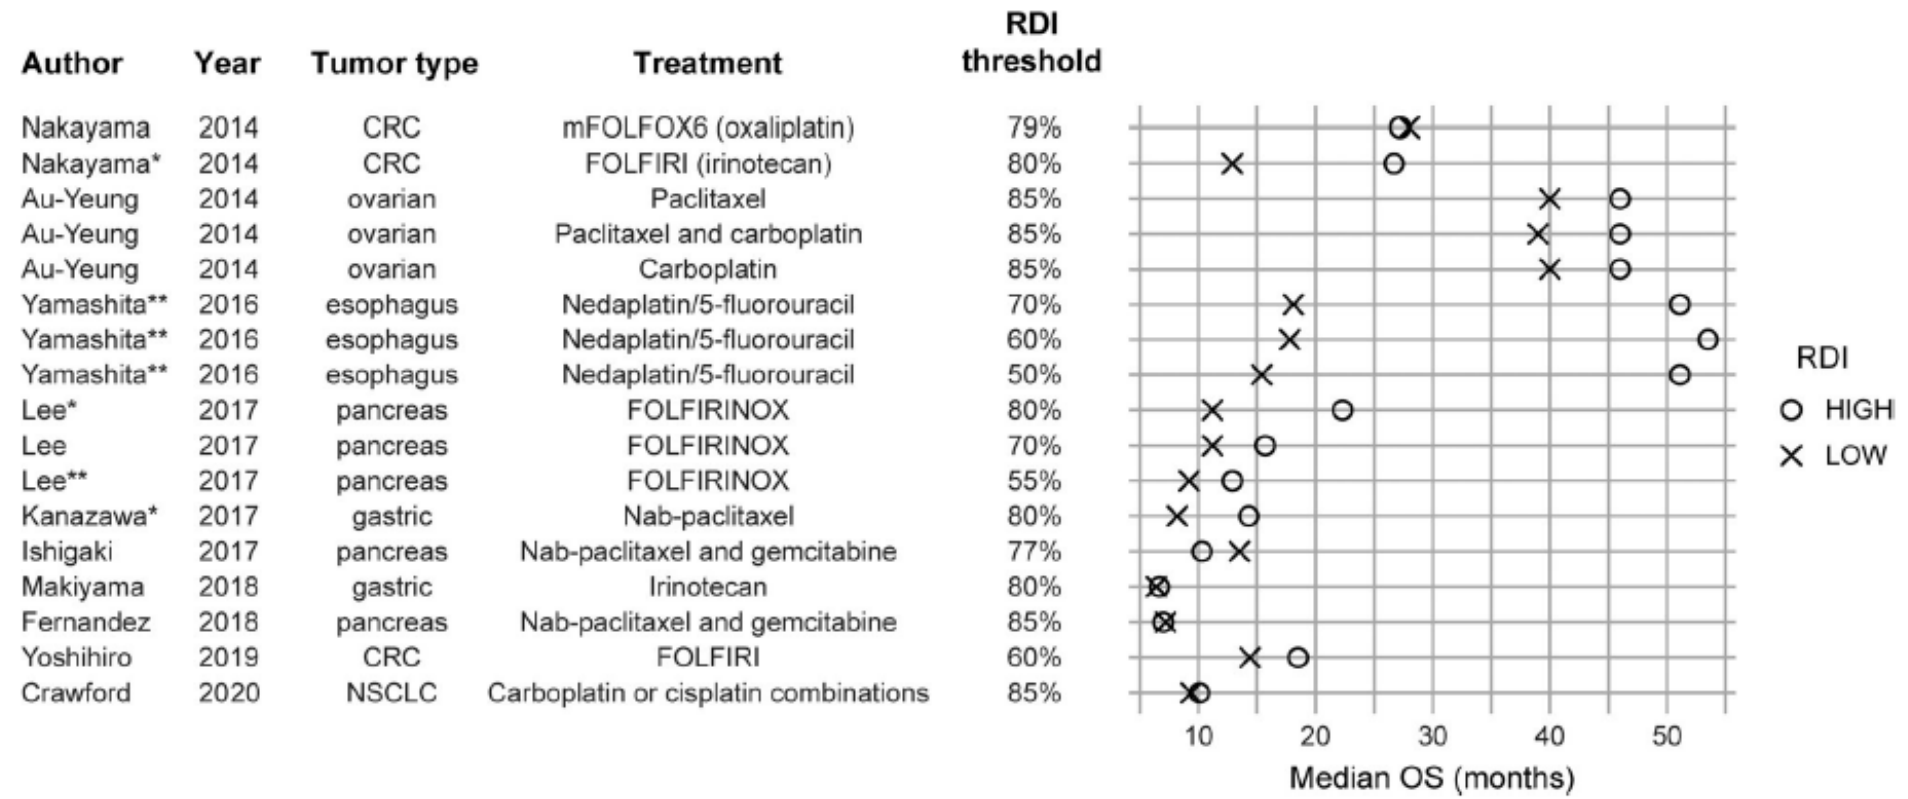 RDI
Author Year Tumor type Treatment threshold
Nakayama 2014 CRC mFOLFOX6 (oxaliplatin) 79%
Nakayama* 2014 CRC FOLFIRI (irinotecan) 80%
Au-Yeung 2014 ovarian Paclitaxel 85%
Au-Yeung 2014 ovarian Paclitaxel and carboplatin 85%
Au-Yeung 2014 ovarian Carboplatin 85%
Yamashita** 2016 esophagus Nedaplatin/5-fluorouracil 70%
Yamashita** 2016 esophagus Nedaplatin/5-fluorouracil 60%
Yamashita** 2016 esophagus Nedaplatin/5-fluorouracil 50%
Lee* 2017 pancreas FOLFIRINOX 80%
Lee 2017 pancreas FOLFIRINOX 70%
Lee** 2017 pancreas FOLFIRINOX 55%
Kanazawa* 2017 gastric Nab-paclitaxel 80%
Ishigaki 2017 pancreas Nab-paclitaxel and gemcitabine 77%
Makiyama 2018 gastric Irinotecan 80%
Fernandez 2018 pancreas Nab-paclitaxel and gemcitabine 85%
Yoshihiro 2019 CRC FOLFIRI 60%
Crawford 2020 NSCLC Carboplatin or cisplatin combinations 85%
10 20 30 40 50
Median OS (months)
RDI
HIGH
LOW